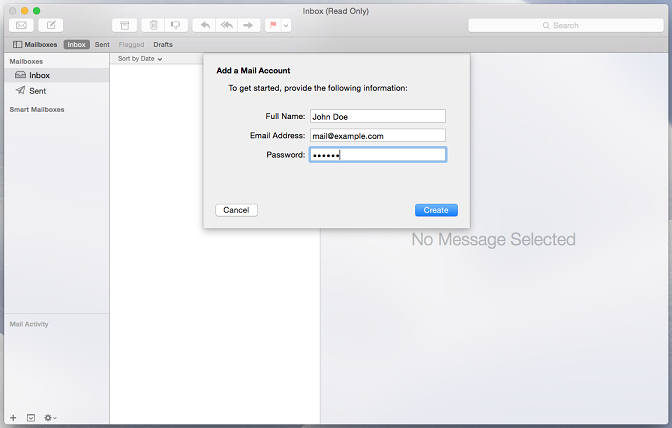 Inbox (Read Only)
Search
Mailboxes Inbox Sent Flagged Drafts
Mailboxes
Inbox
Sent
Smart Mailboxes
Sort by Date
Add a Mail Account
To get started, provide the following information:
Full Name: John Doe
Email Address: mail@example.com
Password: ••••••
Cancel Create
No Message Selected
Mail Activity